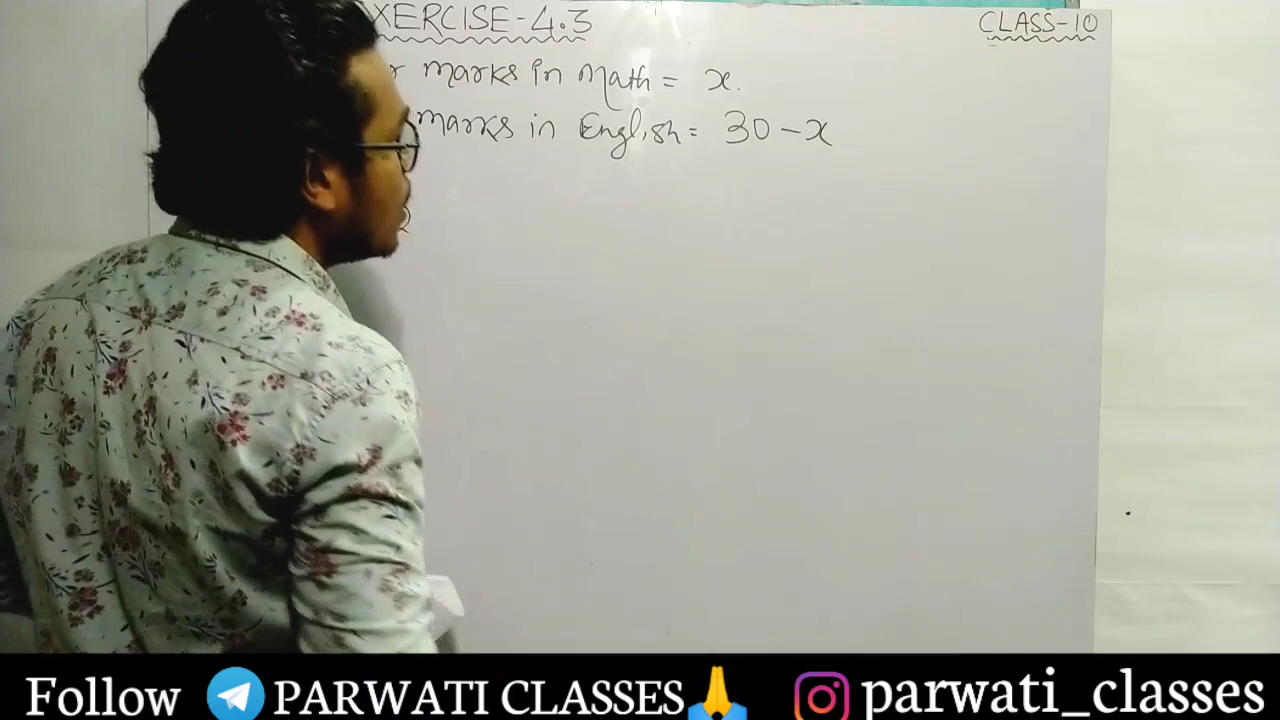 XERCISE-4.3
CLASS-10
r marks in Math = x.
marks in English = 30-x
Follow PARWATI CLASSES🙏 parwati_classes